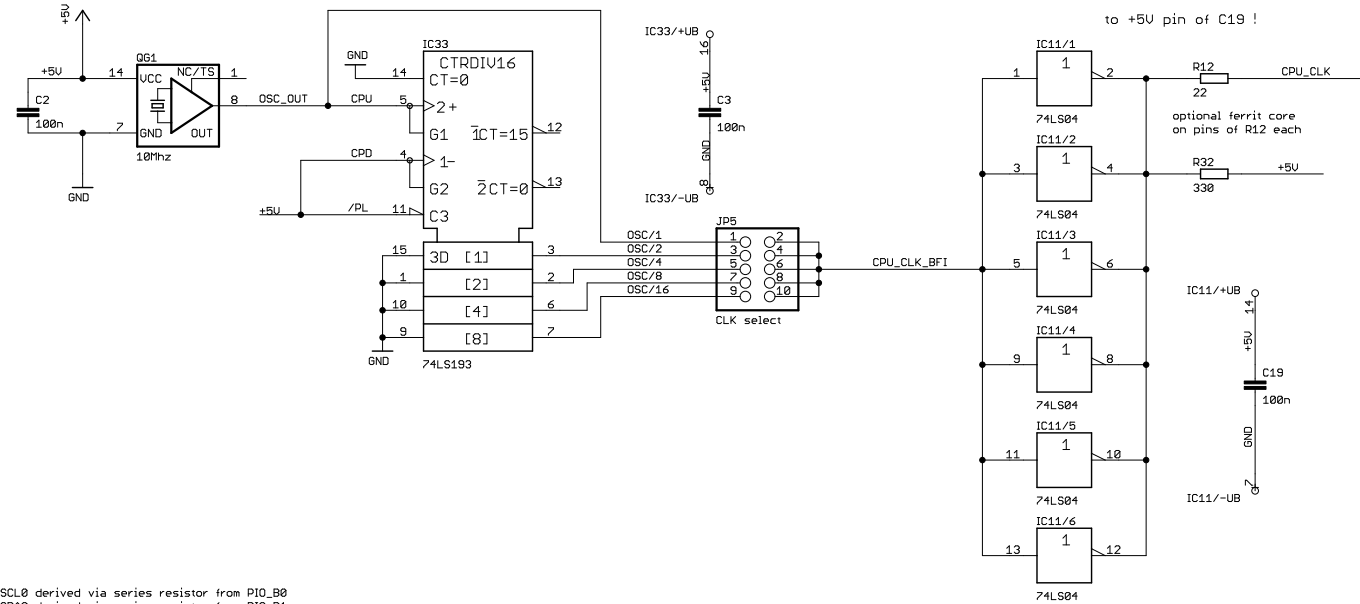 to +5V pin of C19 !
+5V
QG1
+5V
14
VCC
NC/TS
1
C2
100n
8
OSC_OUT
7
GND
OUT
10Mhz
GND
IC33
CTRDIV16
GND
14
CT=0
CPU
5
2+
G1
1CT=15
12
CPD
4
1-
G2
2CT=0
13
+5V
/PL
11
C3
15
3D
[1]
3
1
[2]
2
10
[4]
6
9
[8]
7
GND
74LS193
IC33/+UB
16
+5V
C3
100n
GND
8
IC33/-UB
JP5
OSC/1
1
2
OSC/2
3
4
OSC/4
5
6
OSC/8
7
8
OSC/16
9
10
CLK select
CPU_CLK_BFI
IC11/1
1
1
2
74LS04
IC11/2
3
1
4
74LS04
IC11/3
5
1
6
74LS04
IC11/4
9
1
8
74LS04
IC11/5
11
1
10
74LS04
IC11/6
13
1
12
74LS04
R12
22
CPU_CLK
optional ferrit core
on pins of R12 each
R32
330
+5V
IC11/+UB
14
+5V
C19
100n
GND
7
IC11/-UB
SCL0 derived via series resistor from PIO_B0